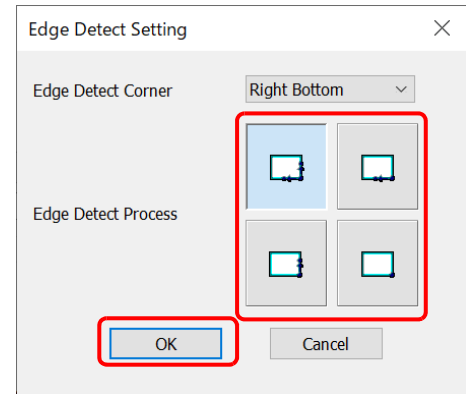 Edge Detect Setting
Edge Detect Corner
Right Bottom
Edge Detect Process
OK
Cancel